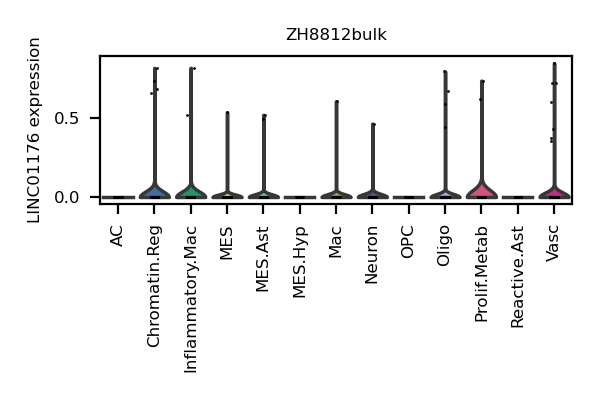 ZH8812bulk
LINC01176 expression
0.5
0.0
AC
Chromatin.Reg
Inflammatory.Mac
MES
MES.Ast
MES.Hyp
Mac
Neuron
OPC
Oligo
Prolif.Metab
Reactive.Ast
Vasc